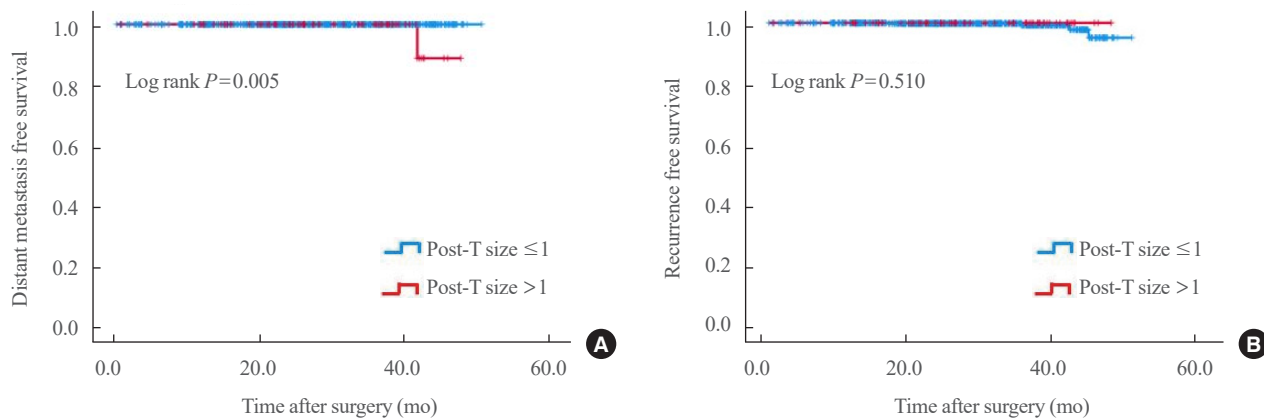 Distant metastasis free survival
1.0
0.8
0.6
0.4
0.2
0.0
Log rank P=0.005
Post-T size ≤1
Post-T size >1
0.0 20.0 40.0 60.0
Time after surgery (mo)
A
Recurrence free survival
1.0
0.8
0.6
0.4
0.2
0.0
Log rank P=0.510
Post-T size ≤1
Post-T size >1
0.0 20.0 40.0 60.0
Time after surgery (mo)
B